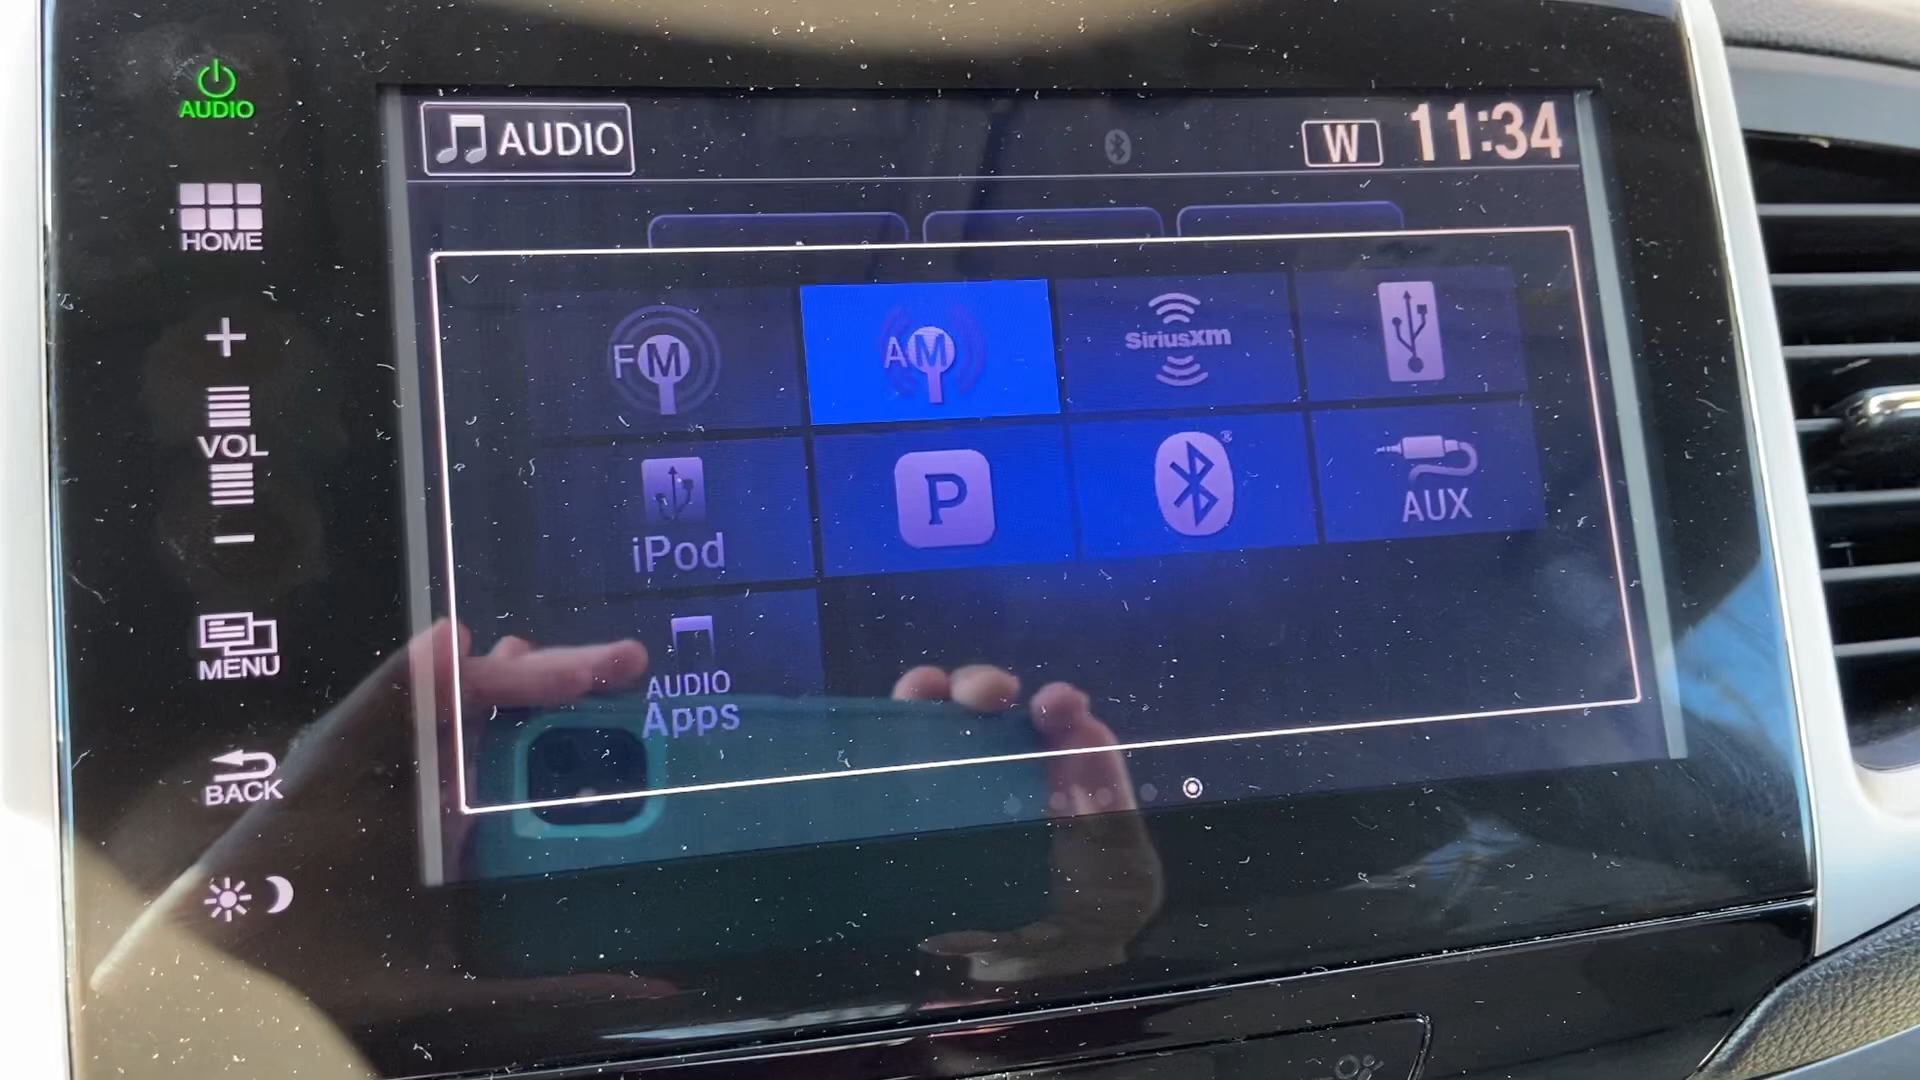 AUDIO
AUDIO
W
11:34
HOME
FM
AM
SiriusXm
VOL
iPod
P
AUX
MENU
AUDIO
Apps
BACK